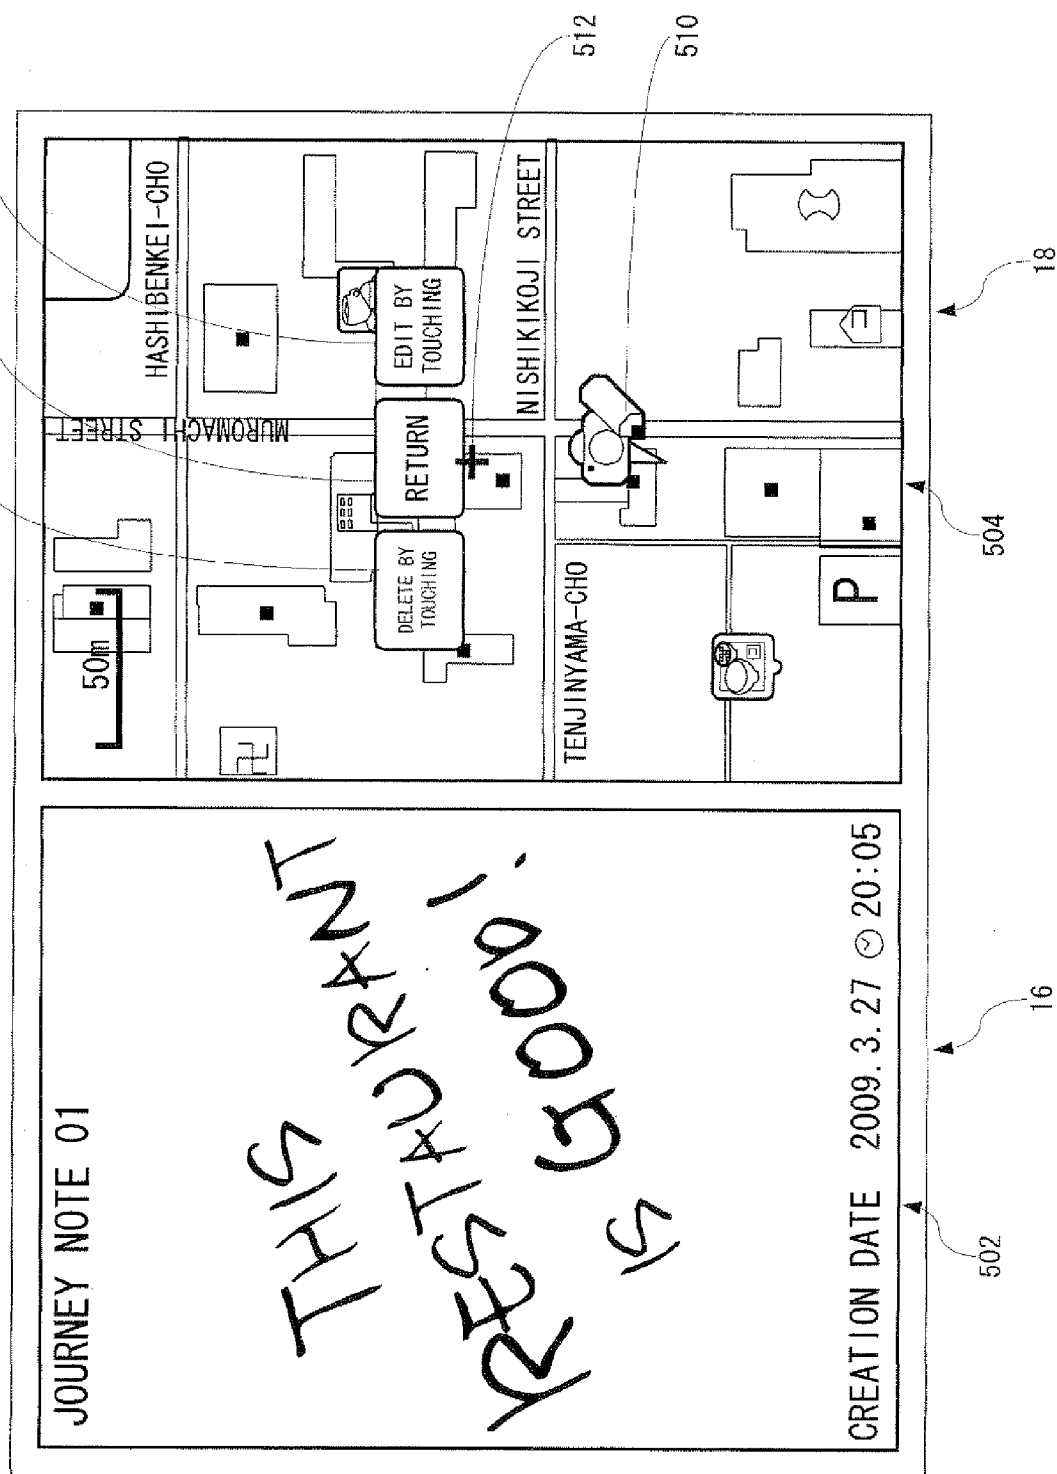 JOURNEY NOTE 01
THIS
RESTAURANT
IS GOOD!
CREATION DATE 2009. 3. 27 20:05
50m
HASHIBENKEI-CHO
MUROMACHI STREET
DELETE BY
TOUCHING
RETURN
EDIT BY
TOUCHING
NISHIKIKOJI STREET
TENJINYAMA-CHO
P
512
510
502
16
504
18